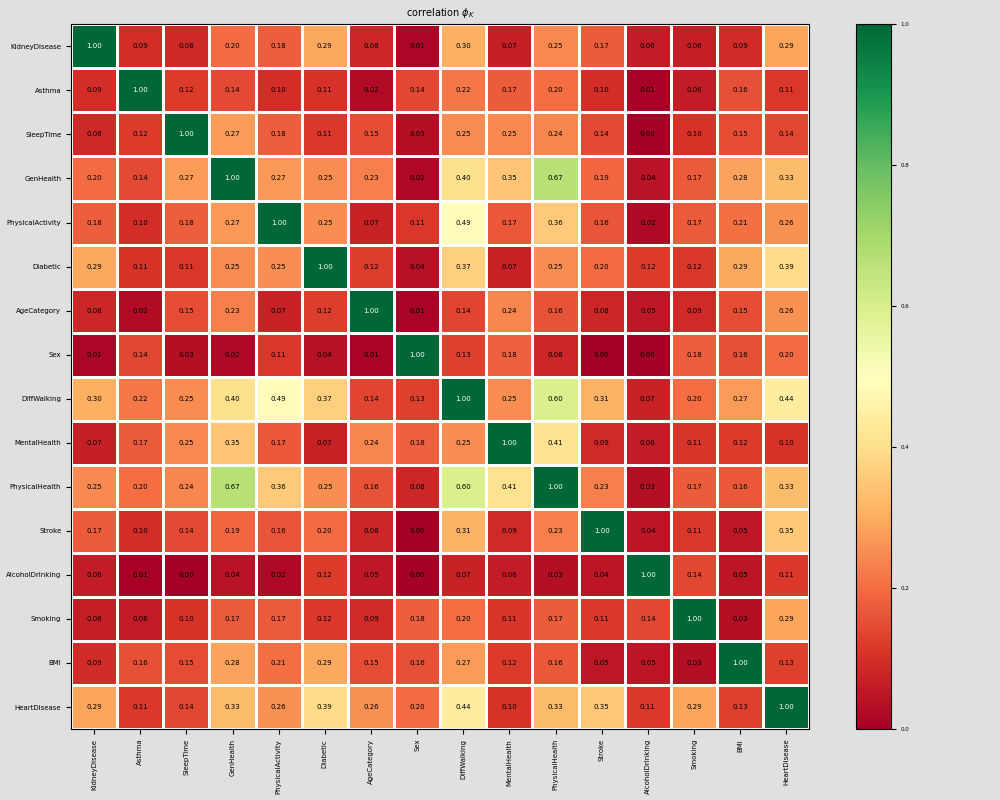 correlation ϕK
KidneyDisease 1.00 0.09 0.08 0.20 0.18 0.29 0.08 0.01 0.30 0.07 0.25 0.17 0.06 0.06 0.09 0.29
Asthma 0.09 1.00 0.12 0.14 0.10 0.11 0.02 0.14 0.22 0.17 0.20 0.10 0.01 0.06 0.16 0.11
SleepTime 0.08 0.12 1.00 0.27 0.18 0.11 0.15 0.03 0.25 0.25 0.24 0.14 0.00 0.10 0.15 0.14
GenHealth 0.20 0.14 0.27 1.00 0.27 0.25 0.23 0.02 0.40 0.35 0.67 0.19 0.04 0.17 0.28 0.33
PhysicalActivity 0.18 0.10 0.18 0.27 1.00 0.25 0.07 0.11 0.49 0.17 0.36 0.16 0.02 0.17 0.21 0.26
Diabetic 0.29 0.11 0.11 0.25 0.25 1.00 0.12 0.04 0.37 0.07 0.25 0.20 0.12 0.12 0.29 0.39
AgeCategory 0.08 0.02 0.15 0.23 0.07 0.12 1.00 0.01 0.14 0.24 0.16 0.08 0.05 0.09 0.15 0.26
Sex 0.01 0.14 0.03 0.02 0.11 0.04 0.01 1.00 0.13 0.18 0.08 0.00 0.00 0.18 0.16 0.20
DiffWalking 0.30 0.22 0.25 0.40 0.49 0.37 0.14 0.13 1.00 0.25 0.60 0.31 0.07 0.20 0.27 0.44
MentalHealth 0.07 0.17 0.25 0.35 0.17 0.07 0.24 0.18 0.25 1.00 0.41 0.09 0.06 0.11 0.12 0.10
PhysicalHealth 0.25 0.20 0.24 0.67 0.36 0.25 0.16 0.08 0.60 0.41 1.00 0.23 0.03 0.17 0.16 0.33
Stroke 0.17 0.10 0.14 0.19 0.16 0.20 0.08 0.00 0.31 0.09 0.23 1.00 0.04 0.11 0.05 0.35
AlcoholDrinking 0.06 0.01 0.00 0.04 0.02 0.12 0.05 0.00 0.07 0.06 0.03 0.04 1.00 0.14 0.05 0.11
Smoking 0.06 0.06 0.10 0.17 0.17 0.12 0.09 0.18 0.20 0.11 0.17 0.11 0.14 1.00 0.03 0.29
BMI 0.09 0.16 0.15 0.28 0.21 0.29 0.15 0.16 0.27 0.12 0.16 0.05 0.05 0.03 1.00 0.13
HeartDisease 0.29 0.11 0.14 0.33 0.26 0.39 0.26 0.20 0.44 0.10 0.33 0.35 0.11 0.29 0.13 1.00
KidneyDisease Asthma SleepTime GenHealth PhysicalActivity Diabetic AgeCategory Sex DiffWalking MentalHealth PhysicalHealth Stroke AlcoholDrinking Smoking BMI HeartDisease
1.0
0.8
0.6
0.4
0.2
0.0